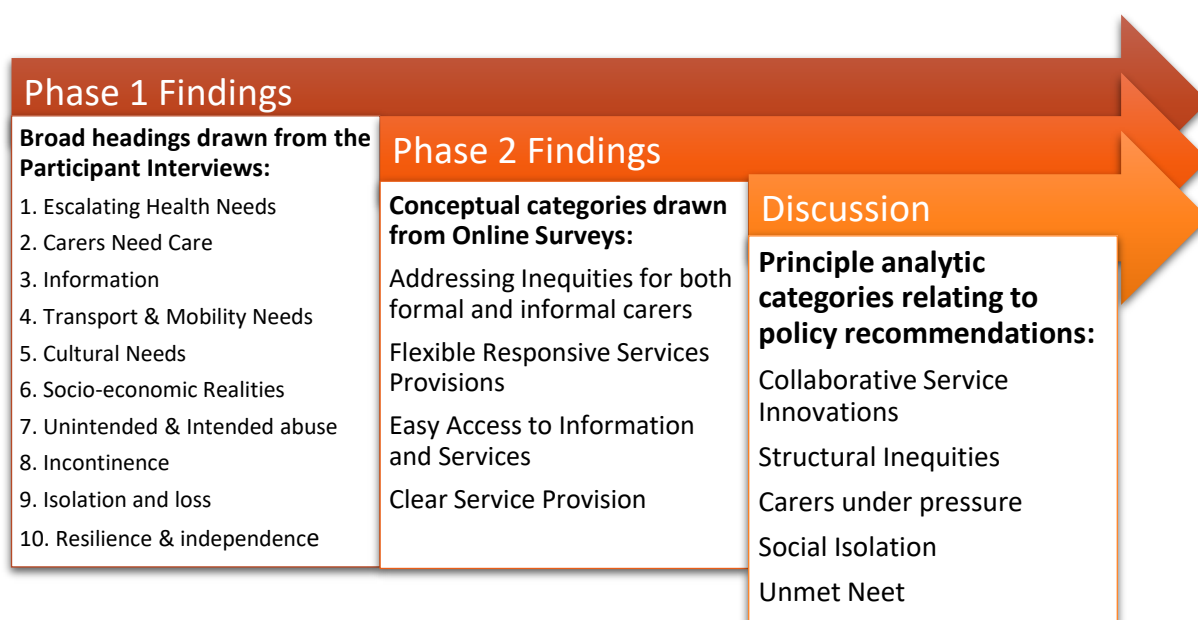 Phase 1 Findings
Broad headings drawn from the
Participant Interviews:
1. Escalating Health Needs
2. Carers Need Care
3. Information
4. Transport & Mobility Needs
5. Cultural Needs
6. Socio-economic Realities
7. Unintended & Intended abuse
8. Incontinence
9. Isolation and loss
10. Resilience & independence
Phase 2 Findings
Conceptual categories drawn
from Online Surveys:
Addressing Inequities for both
formal and informal carers
Flexible Responsive Services
Provisions
Easy Access to Information
and Services
Clear Service Provision
Discussion
Principle analytic
categories relating to
policy recommendations:
Collaborative Service
Innovations
Structural Inequities
Carers under pressure
Social Isolation
Unmet Neet